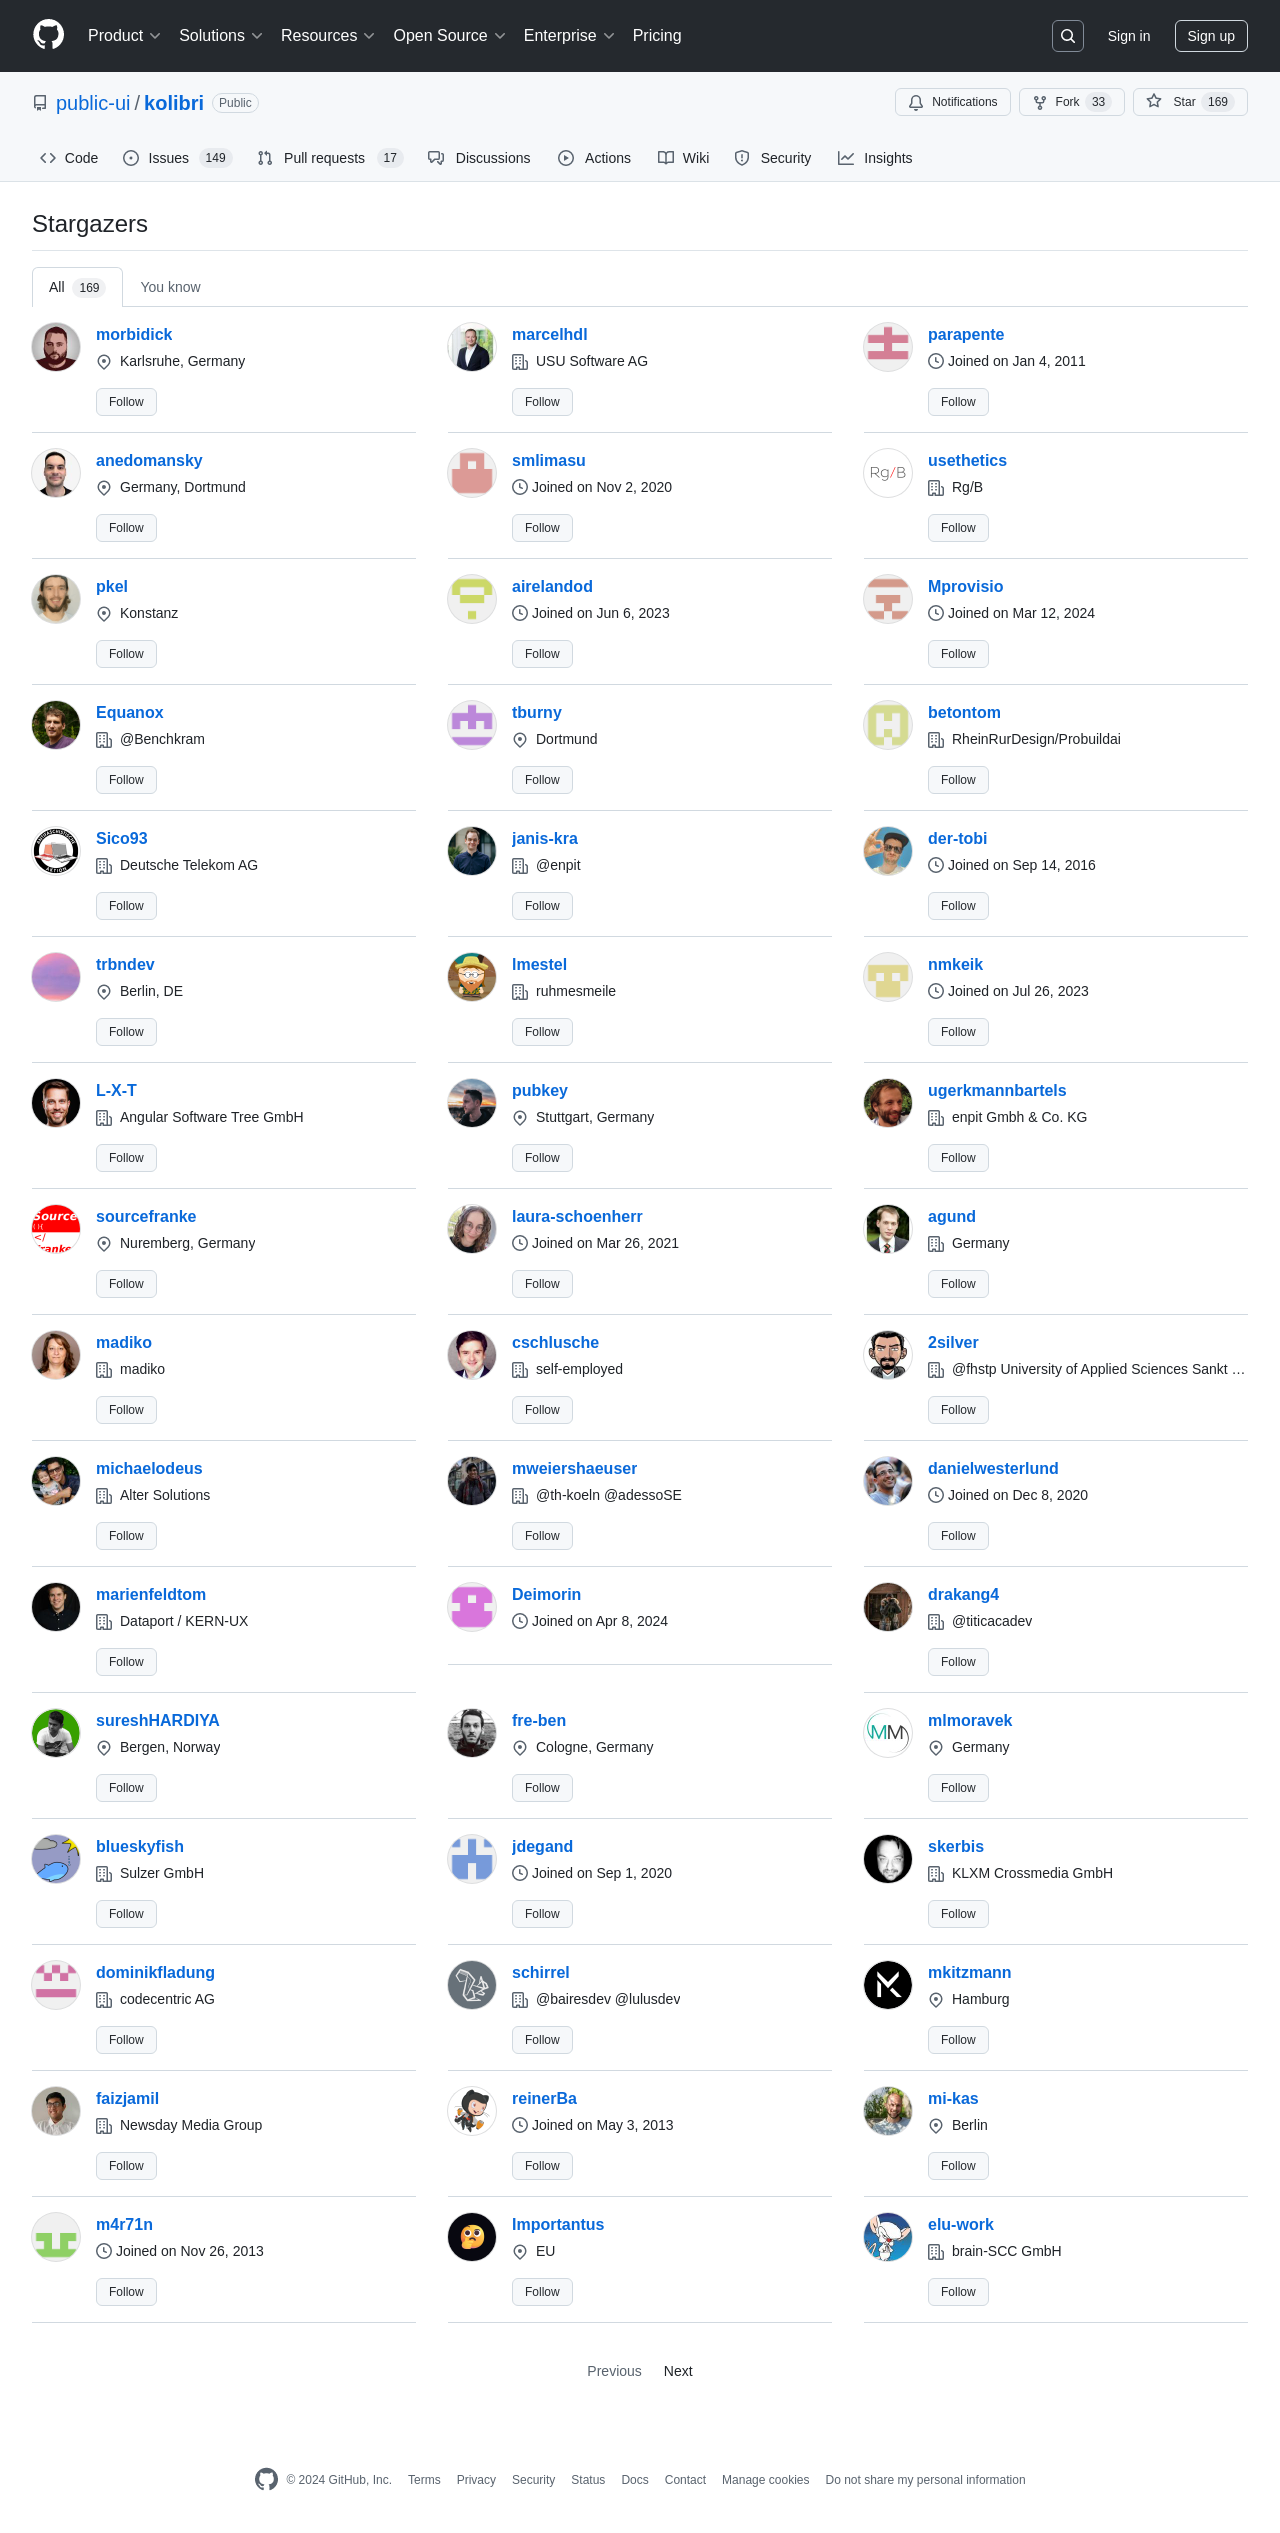 Product Solutions Resources Open Source Enterprise Pricing Sign in Sign up
public-ui / kolibri Public Notifications Fork 33 Star 169
Code Issues 149 Pull requests 17 Discussions Actions Wiki Security Insights
Stargazers
All 169 You know
morbidick marcelhdl parapente
Karlsruhe, Germany USU Software AG Joined on Jan 4, 2011
Follow Follow Follow
anedomansky smlimasu usethetics
Rg/B
Germany, Dortmund Joined on Nov 2, 2020 Rg/B
Follow Follow Follow
pkel airelandod Mprovisio
Konstanz Joined on Jun 6, 2023 Joined on Mar 12, 2024
Follow Follow Follow
Equanox tburny betontom
@Benchkram Dortmund RheinRurDesign/Probuildai
Follow Follow Follow
Sico93 janis-kra der-tobi
Deutsche Telekom AG @enpit Joined on Sep 14, 2016
Follow Follow Follow
trbndev lmestel nmkeik
Berlin, DE ruhmesmeile Joined on Jul 26, 2023
Follow Follow Follow
L-X-T pubkey ugerkmannbartels
Angular Software Tree GmbH Stuttgart, Germany enpit Gmbh & Co. KG
Follow Follow Follow
Source sourcefranke laura-schoenherr agund
Nuremberg, Germany Joined on Mar 26, 2021 Germany
</
Follow Follow Follow
madiko cschlusche 2silver
madiko self-employed @fhstp University of Applied Sciences Sankt …
Follow Follow Follow
michaelodeus mweiershaeuser danielwesterlund
Alter Solutions @th-koeln @adessoSE Joined on Dec 8, 2020
Follow Follow Follow
marienfeldtom Deimorin drakang4
Dataport / KERN-UX Joined on Apr 8, 2024 @titicacadev
Follow Follow
sureshHARDIYA fre-ben mlmoravek
MM
Bergen, Norway Cologne, Germany Germany
Follow Follow Follow
blueskyfish jdegand skerbis
Sulzer GmbH Joined on Sep 1, 2020 KLXM Crossmedia GmbH
Follow Follow Follow
dominikfladung schirrel mkitzmann
codecentric AG @bairesdev @lulusdev Hamburg
Follow Follow Follow
faizjamil reinerBa mi-kas
Newsday Media Group Joined on May 3, 2013 Berlin
Follow Follow Follow
m4r71n Importantus elu-work
Joined on Nov 26, 2013 EU brain-SCC GmbH
Follow Follow Follow
Previous Next
© 2024 GitHub, Inc. Terms Privacy Security Status Docs Contact Manage cookies Do not share my personal information